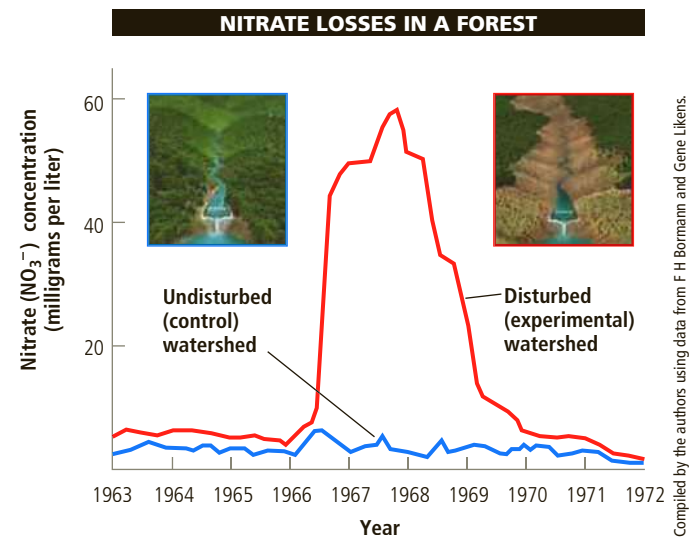 NITRATE LOSSES IN A FOREST
Nitrate (NO₃⁻) concentration
(milligrams per liter)
60
40
20
Undisturbed
(control)
watershed
Disturbed
(experimental)
watershed
1963 1964 1965 1966 1967 1968 1969 1970 1971 1972
Year
Compiled by the authors using data from F H Bormann and Gene Likens.